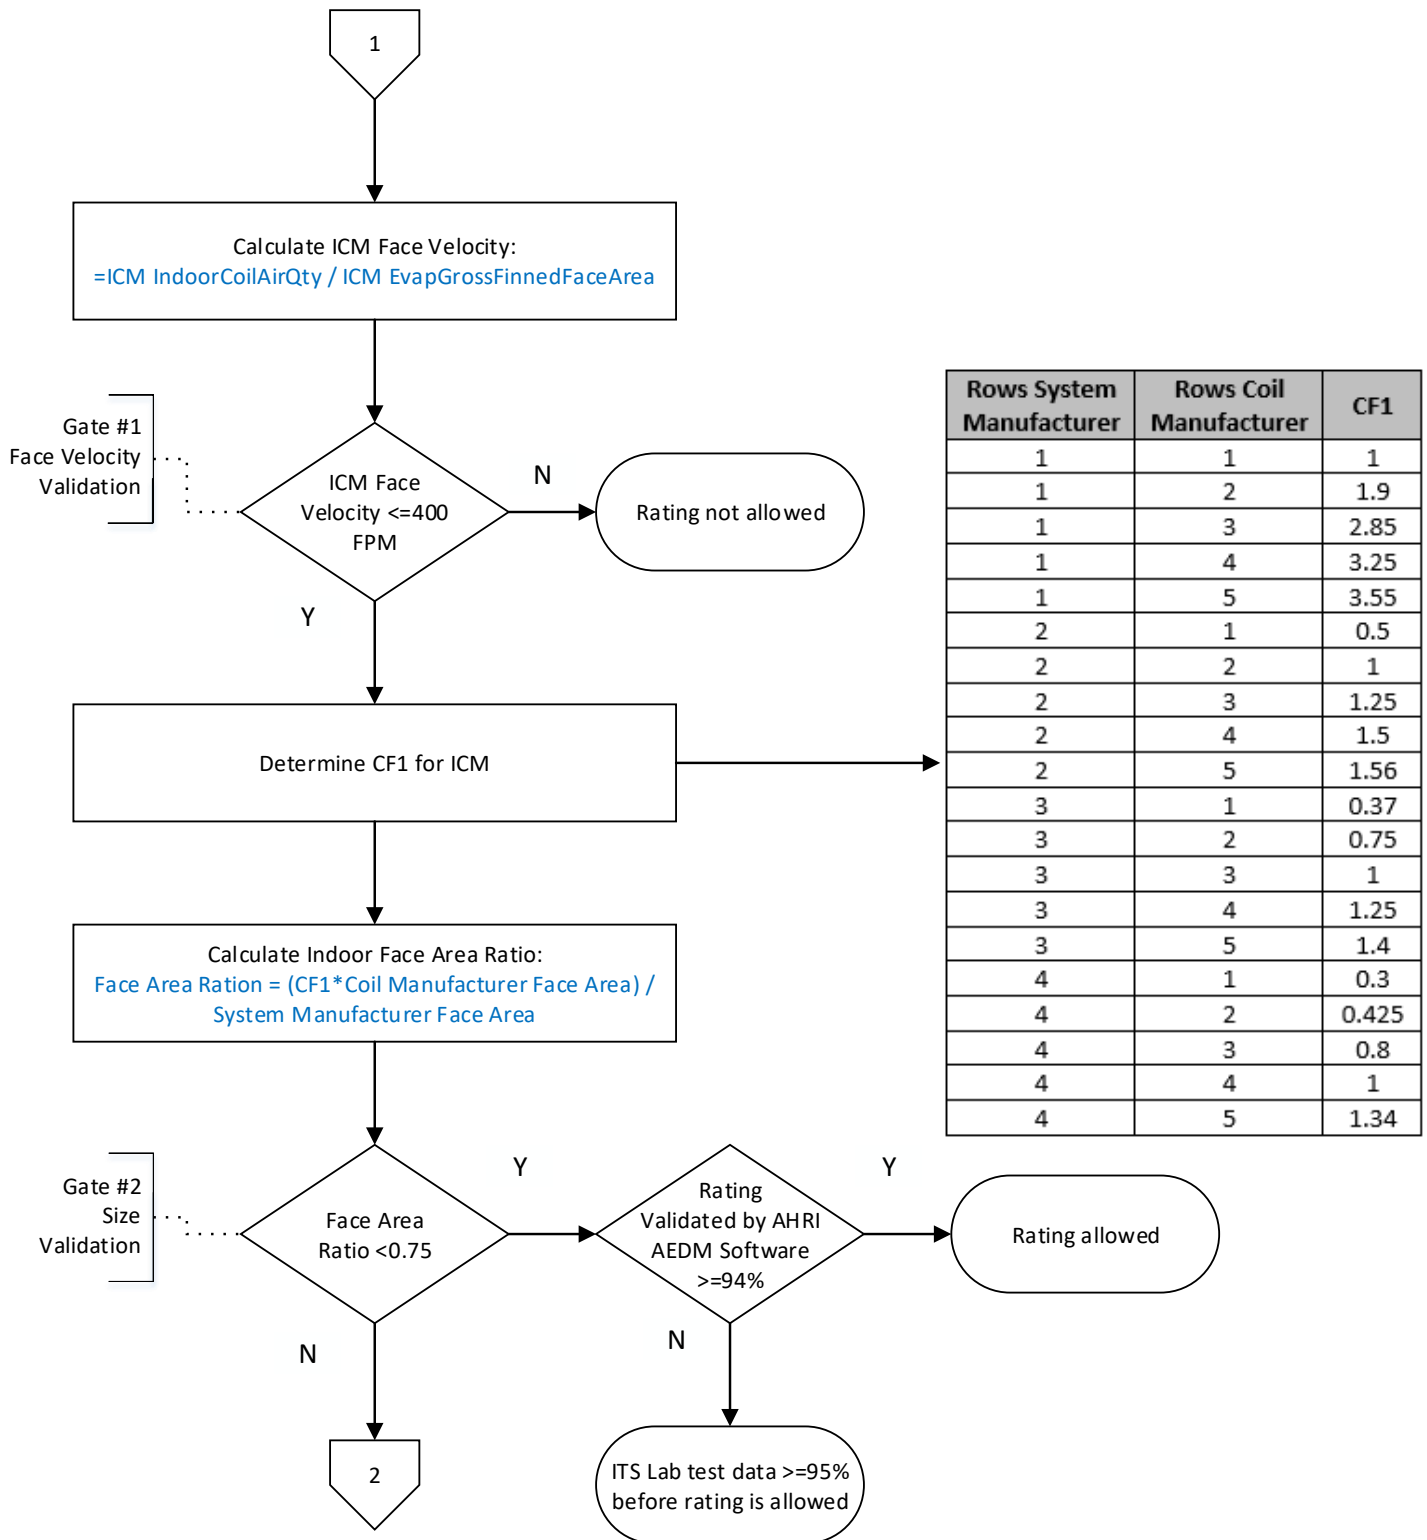 1
Calculate ICM Face Velocity:
=ICM IndoorCoilAirQty / ICM EvapGrossFinnedFaceArea
Gate #1
Face Velocity
Validation
ICM Face
Velocity <=400
FPM
N
Rating not allowed
Y
Determine CF1 for ICM
Rows System Manufacturer Rows Coil Manufacturer CF1
1 1 1
1 2 1.9
1 3 2.85
1 4 3.25
1 5 3.55
2 1 0.5
2 2 1
2 3 1.25
2 4 1.5
2 5 1.56
3 1 0.37
3 2 0.75
3 3 1
3 4 1.25
3 5 1.4
4 1 0.3
4 2 0.425
4 3 0.8
4 4 1
4 5 1.34
Calculate Indoor Face Area Ratio:
Face Area Ration = (CF1*Coil Manufacturer Face Area) /
System Manufacturer Face Area
Gate #2
Size
Validation
Face Area
Ratio <0.75
Y
Rating
Validated by AHRI
AEDM Software
>=94%
Y
Rating allowed
N
N
2
ITS Lab test data >=95%
before rating is allowed